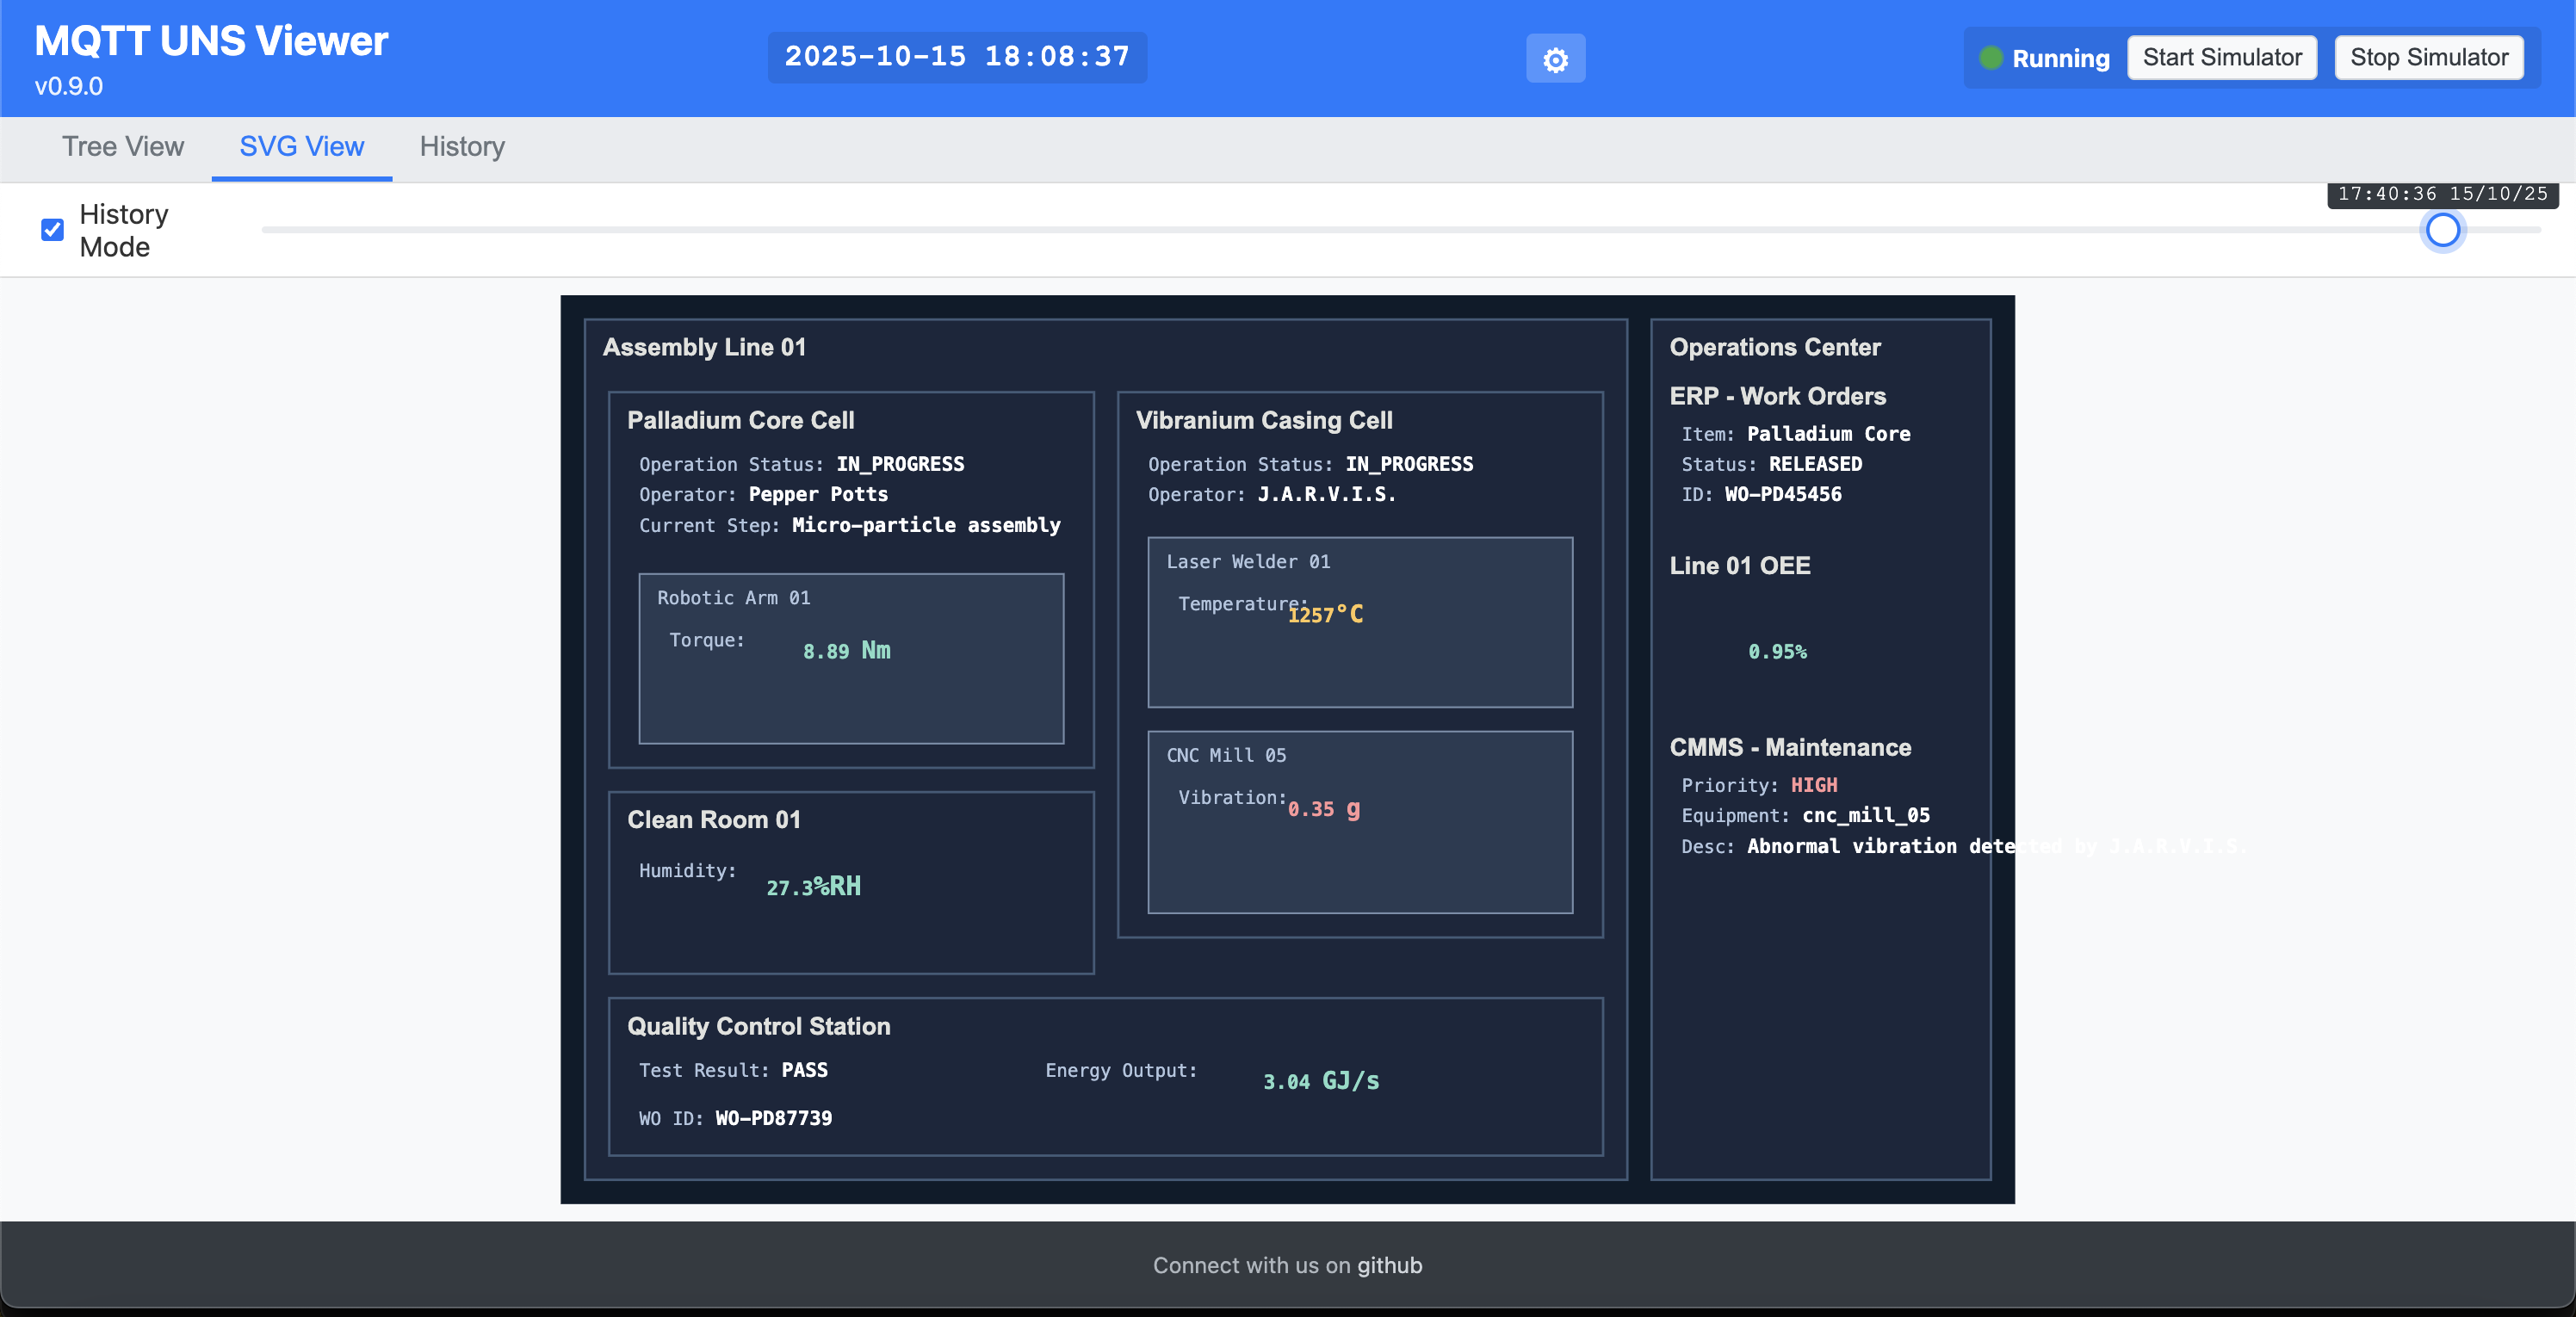 MQTT UNS Viewer
v0.9.0
2025-10-15 18:08:37
Running
Start Simulator
Stop Simulator
Tree View
SVG View
History
History
Mode
17:40:36 15/10/25
Assembly Line 01
Palladium Core Cell
Operation Status: IN_PROGRESS
Operator: Pepper Potts
Current Step: Micro-particle assembly
Robotic Arm 01
Torque:
8.89 Nm
Clean Room 01
Humidity:
27.3%RH
Vibranium Casing Cell
Operation Status: IN_PROGRESS
Operator: J.A.R.V.I.S.
Laser Welder 01
Temperature:
1257°C
CNC Mill 05
Vibration:
0.35 g
Quality Control Station
Test Result: PASS
WO ID: WO-PD87739
Energy Output:
3.04 GJ/s
Operations Center
ERP - Work Orders
Item: Palladium Core
Status: RELEASED
ID: WO-PD45456
Line 01 OEE
0.95%
CMMS - Maintenance
Priority: HIGH
Equipment: cnc_mill_05
Desc: Abnormal vibration detected by J.A.R.V.I.S.
Connect with us on github